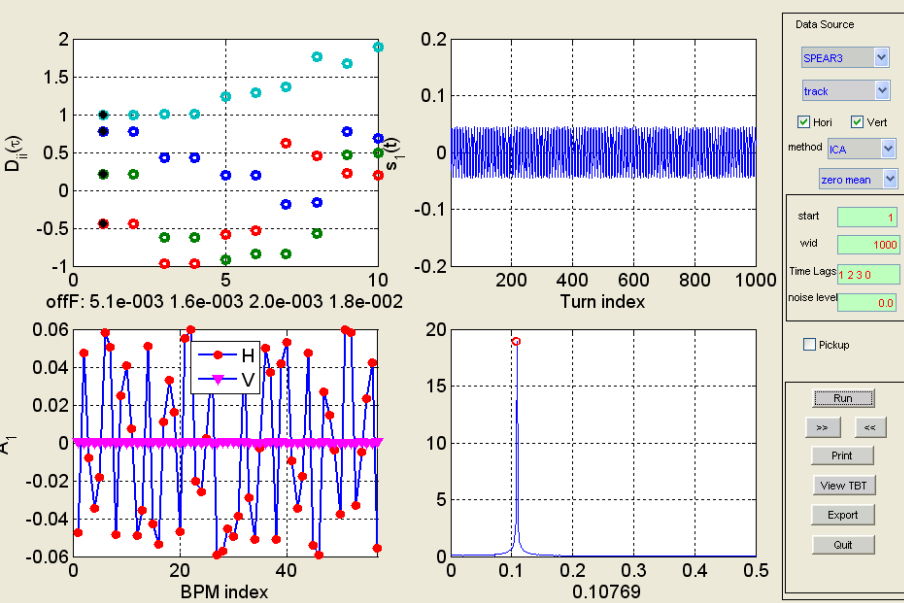 2
1.5
1
0.5
0
-0.5
-1
D_ii(τ)
0
5
10
offF: 5.1e-003 1.6e-003 2.0e-003 1.8e-002
0.2
0.1
0
-0.1
-0.2
s_1(t)
200
400
600
800
1000
Turn index
0.06
0.04
0.02
0
-0.02
-0.04
-0.06
A_1
H
V
0
20
40
BPM index
20
15
10
5
0
0
0.1
0.2
0.3
0.4
0.5
0.10769
Data Source
SPEAR3
track
Hori Vert
method ICA
zero mean
start 1
wid 1000
Time Lags 1 2 3 0
noise level 0.0
Pickup
Run
>> <<
Print
View TBT
Export
Quit